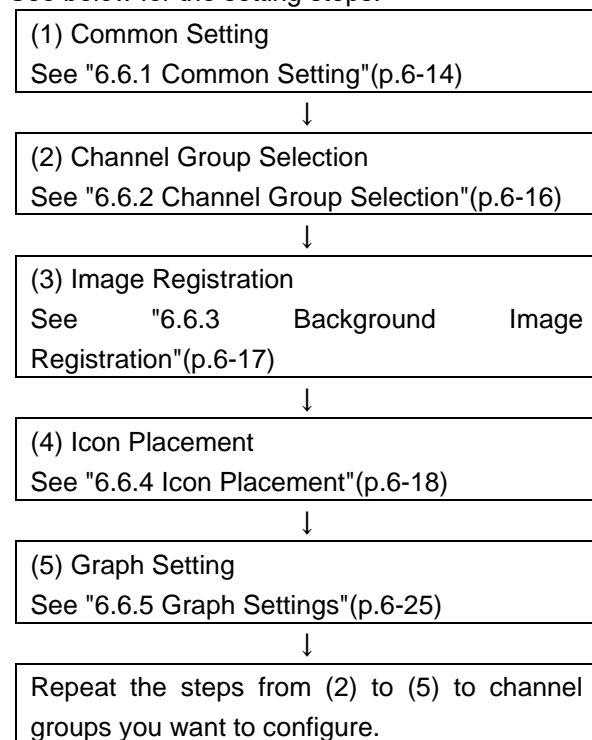 See below for the setting steps.
(1) Common Setting
See "6.6.1 Common Setting"(p.6-14)
↓
(2) Channel Group Selection
See "6.6.2 Channel Group Selection"(p.6-16)
↓
(3) Image Registration
See "6.6.3 Background Image
Registration"(p.6-17)
↓
(4) Icon Placement
See "6.6.4 Icon Placement"(p.6-18)
↓
(5) Graph Setting
See "6.6.5 Graph Settings"(p.6-25)
↓
Repeat the steps from (2) to (5) to channel
groups you want to configure.